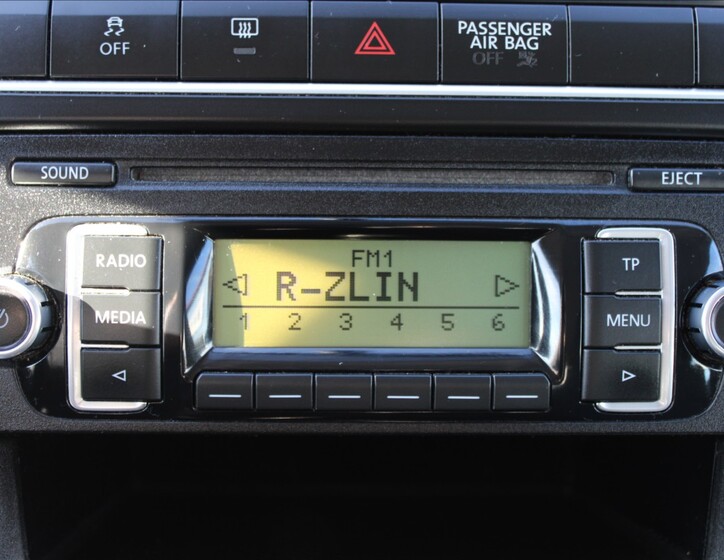 OFF
PASSENGER
AIR BAG
OFF
SOUND
EJECT
RADIO
FM1
TP
R-ZLIN
MEDIA
1 2 3 4 5 6
MENU